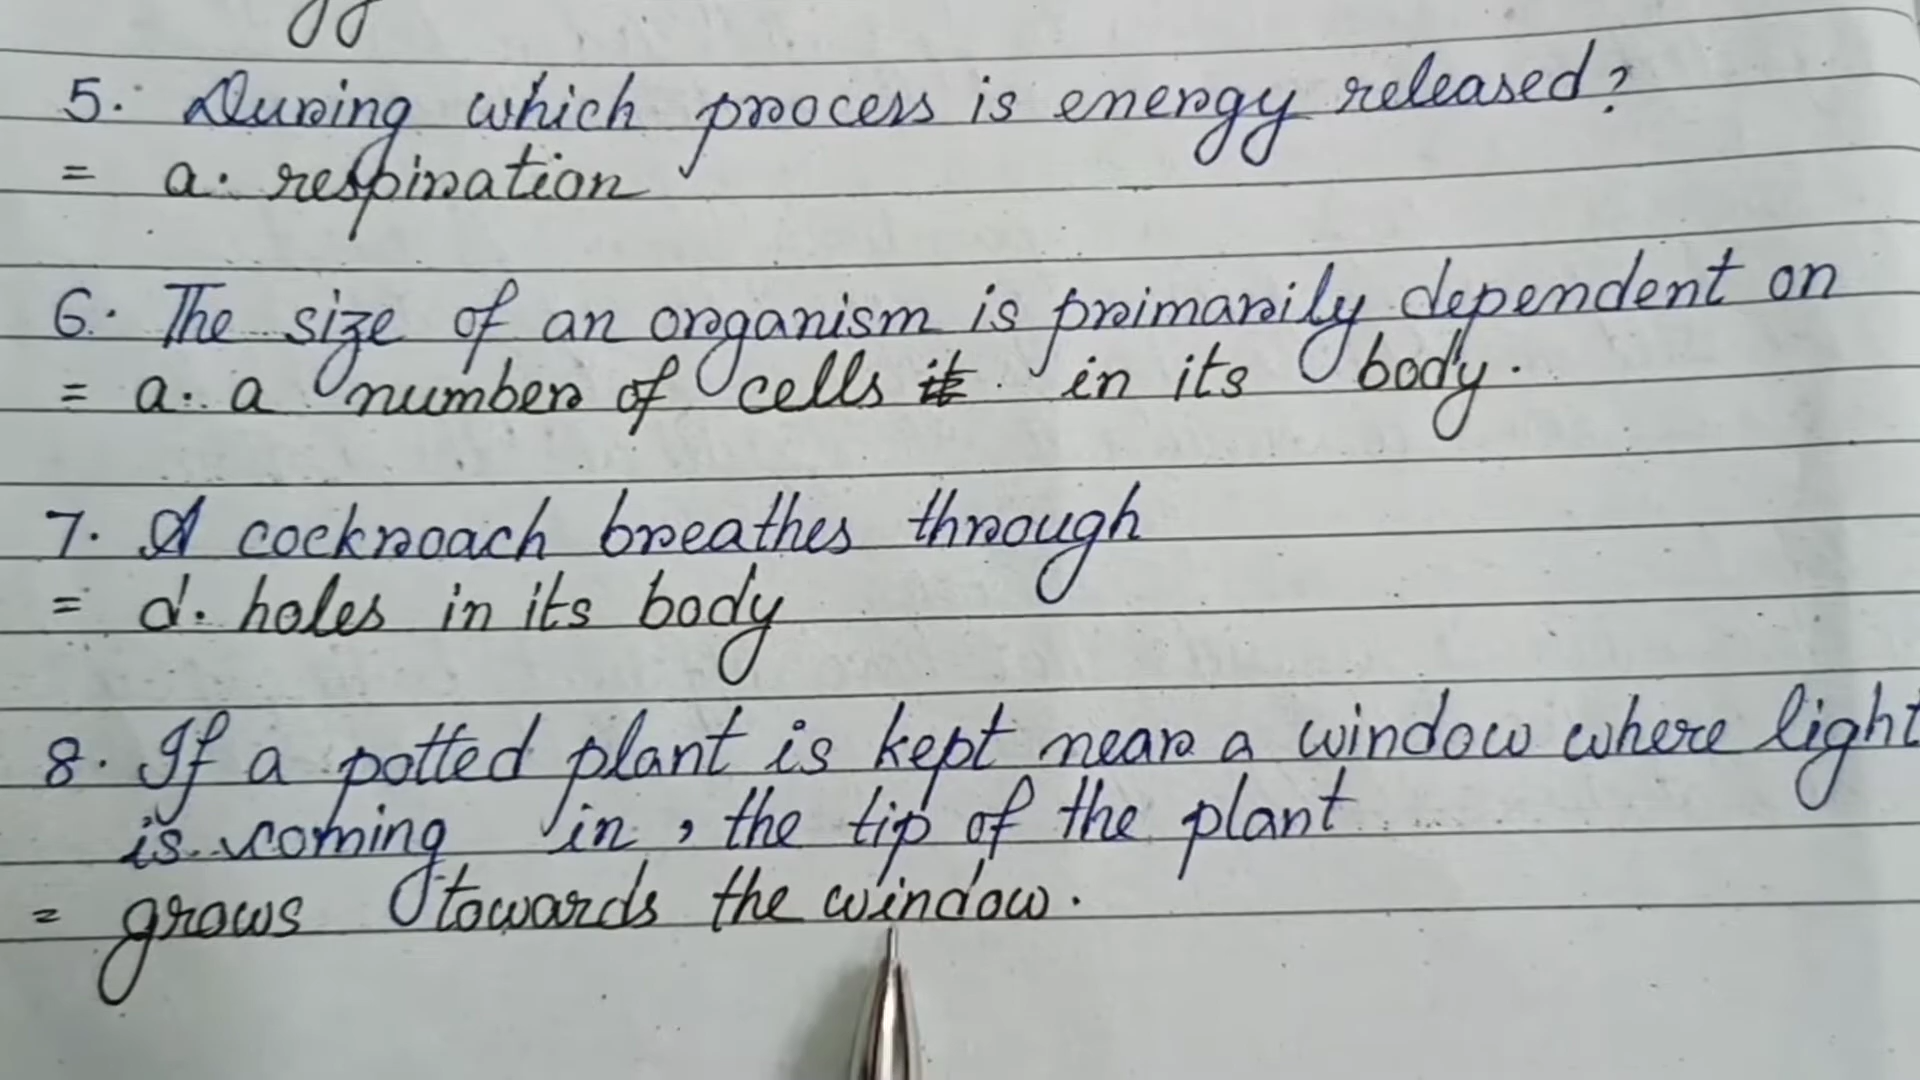 5. During which process is energy released?
= a. respiration
6. The size of an organism is primarily dependent on
= a. a number of cells it in its body.
7. A cockroach breathes through
= d. holes in its body
8. If a potted plant is kept near a window where light
is coming in, the tip of the plant
= grows towards the window.